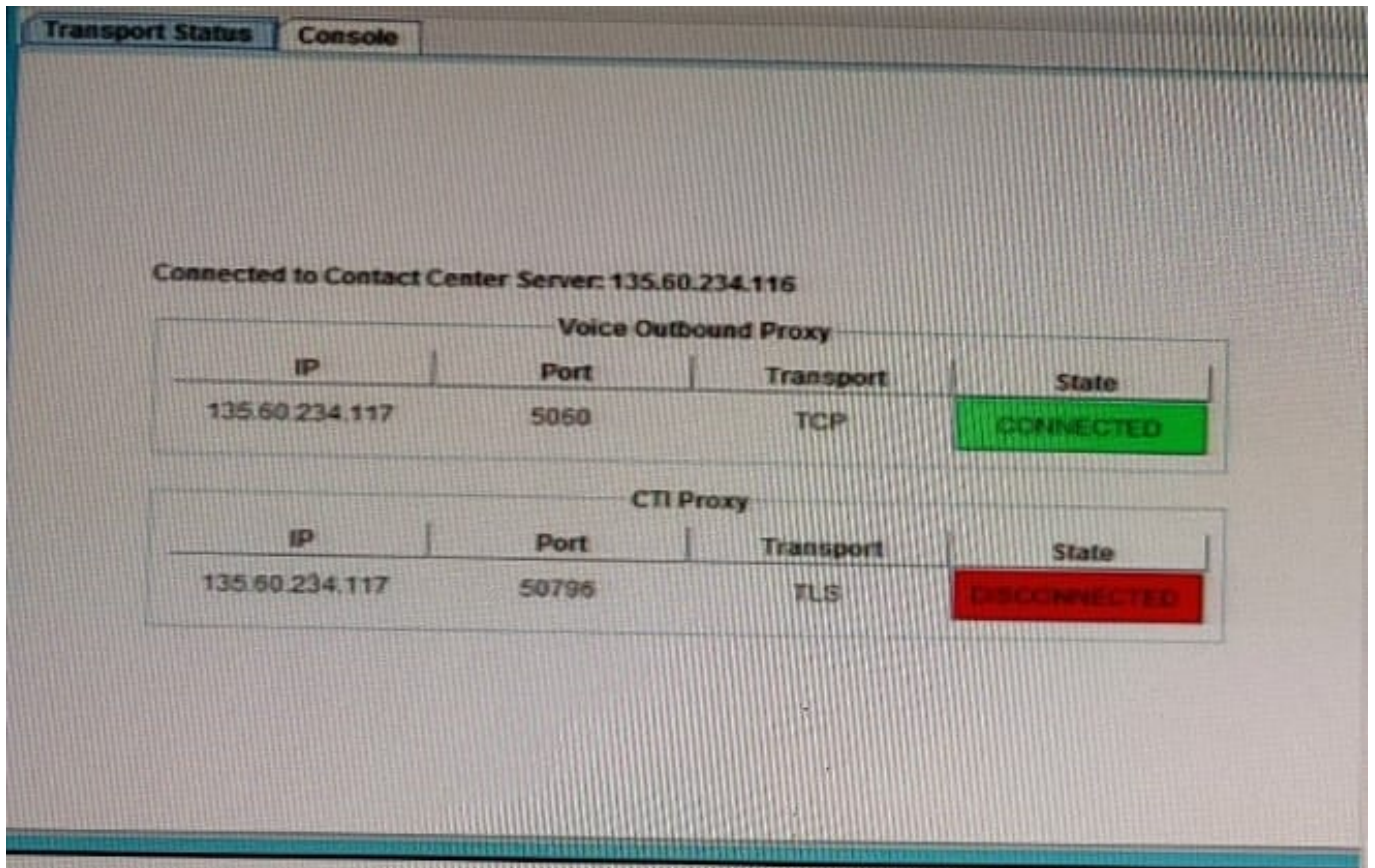 Transport Status Console
Connected to Contact Center Server: 135.60.234.116
Voice Outbound Proxy
IP Port Transport State
135.60.234.117 5060 TCP CONNECTED
CTI Proxy
IP Port Transport State
135.60.234.117 50796 TLS DISCONNECTED